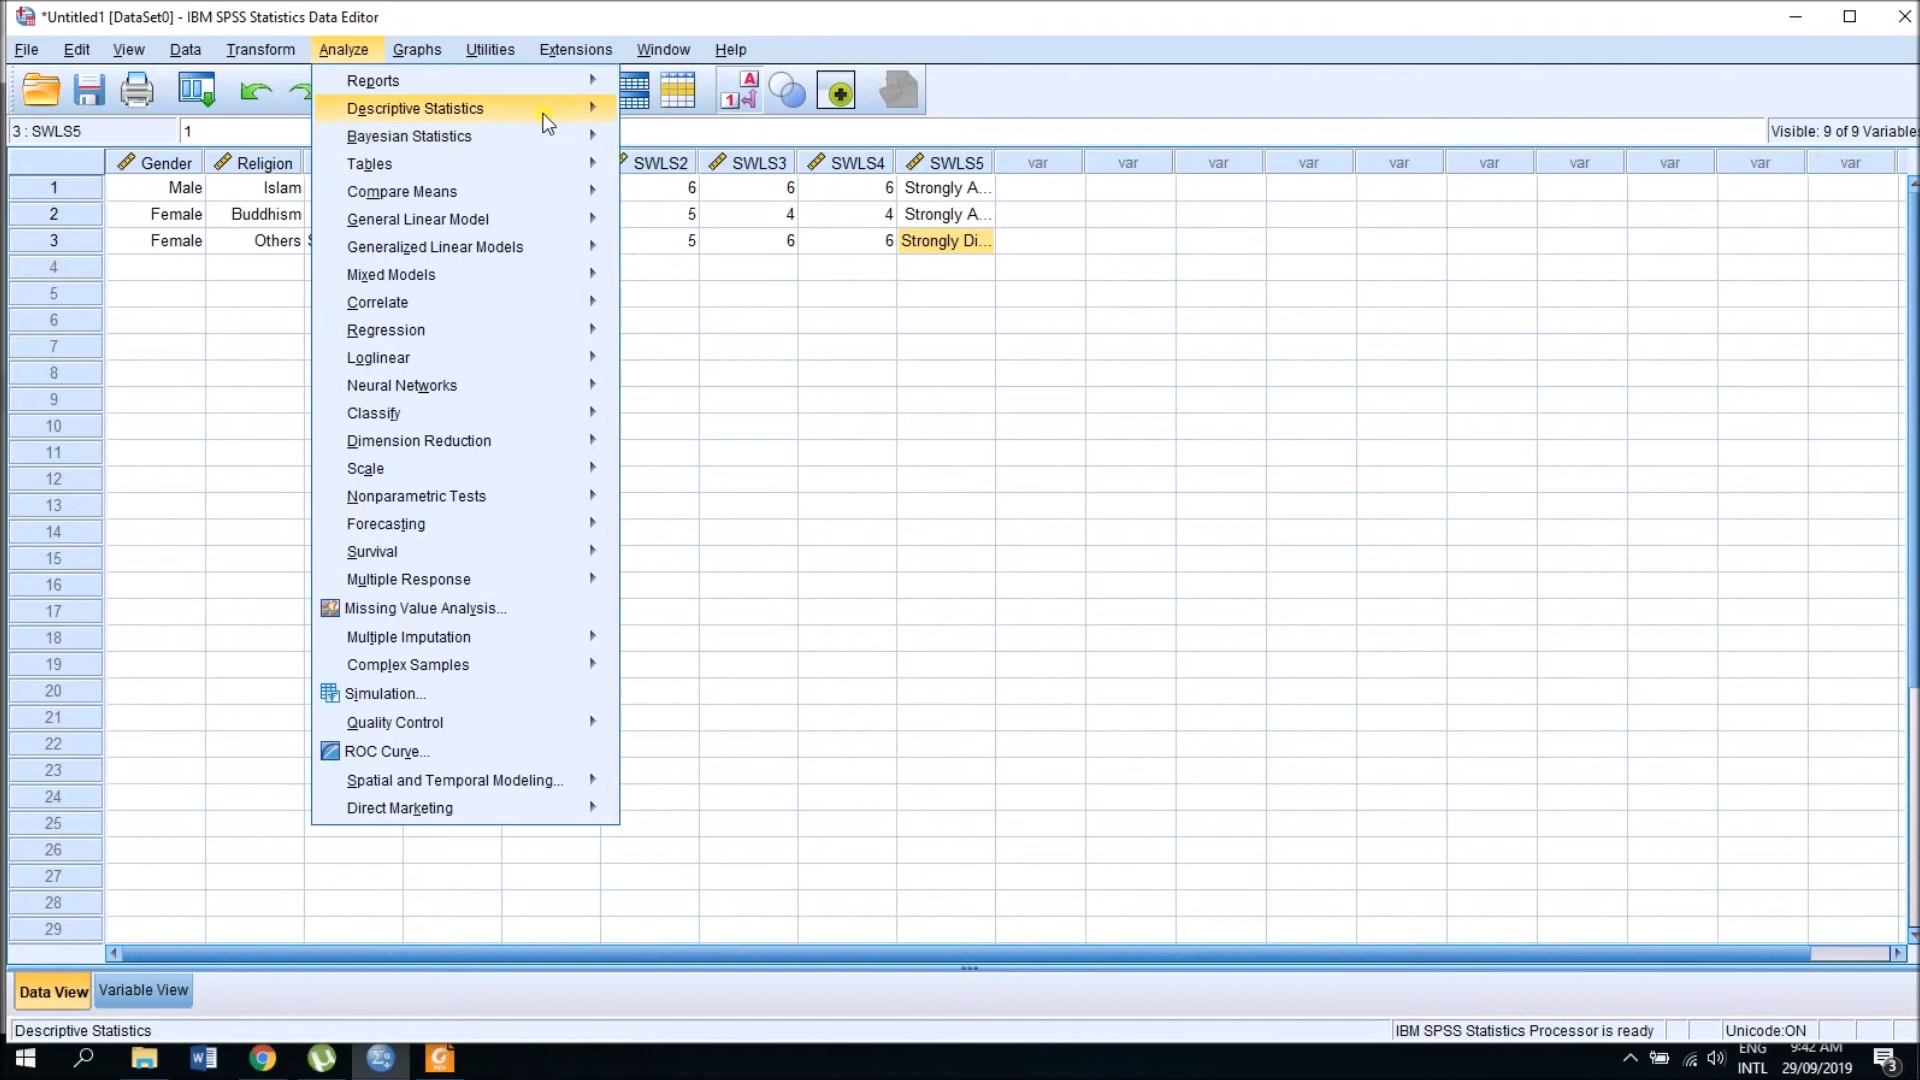 *Untitled1 [DataSet0] - IBM SPSS Statistics Data Editor
File Edit View Data Transform Analyze Graphs Utilities Extensions Window Help
3 : SWLS5 1 Visible: 9 of 9 Variable
Gender Religion SWLS2 SWLS3 SWLS4 SWLS5 var var var var var var var var var var
1 Male Islam 6 6 6 Strongly A...
2 Female Buddhism 5 4 4 Strongly A...
3 Female Others 5 6 6 Strongly Di...
4
5
6
7
8
9
10
11
12
13
14
15
16
17
18
19
20
21
22
23
24
25
26
27
28
29
Reports
Descriptive Statistics
Bayesian Statistics
Tables
Compare Means
General Linear Model
Generalized Linear Models
Mixed Models
Correlate
Regression
Loglinear
Neural Networks
Classify
Dimension Reduction
Scale
Nonparametric Tests
Forecasting
Survival
Multiple Response
Missing Value Analysis...
Multiple Imputation
Complex Samples
Simulation...
Quality Control
ROC Curve...
Spatial and Temporal Modeling...
Direct Marketing
Data View Variable View
Descriptive Statistics IBM SPSS Statistics Processor is ready Unicode:ON
ENG 9:42 AM
INTL 29/09/2019 3